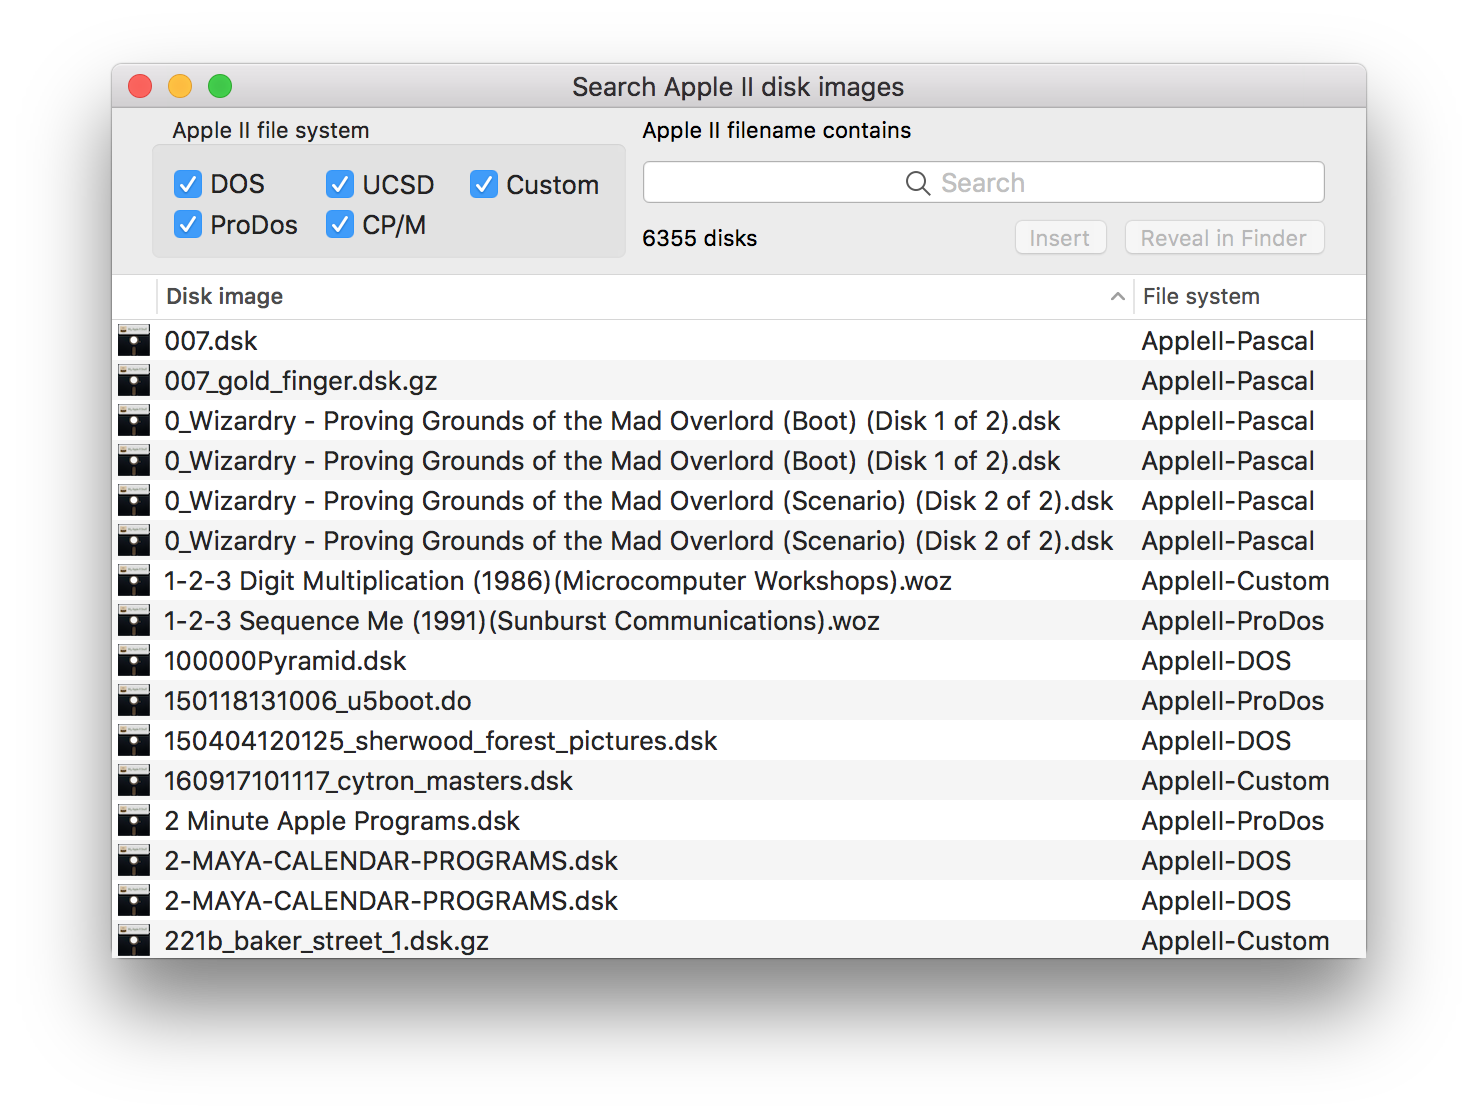 Search Apple II disk images
Apple II file system
Apple II filename contains
DOS UCSD Custom
ProDos CP/M
Search
6355 disks Insert Reveal in Finder
Disk image File system
007.dsk AppleII-Pascal
007_gold_finger.dsk.gz AppleII-Pascal
0_Wizardry - Proving Grounds of the Mad Overlord (Boot) (Disk 1 of 2).dsk AppleII-Pascal
0_Wizardry - Proving Grounds of the Mad Overlord (Boot) (Disk 1 of 2).dsk AppleII-Pascal
0_Wizardry - Proving Grounds of the Mad Overlord (Scenario) (Disk 2 of 2).dsk AppleII-Pascal
0_Wizardry - Proving Grounds of the Mad Overlord (Scenario) (Disk 2 of 2).dsk AppleII-Pascal
1-2-3 Digit Multiplication (1986)(Microcomputer Workshops).woz AppleII-Custom
1-2-3 Sequence Me (1991)(Sunburst Communications).woz AppleII-ProDos
100000Pyramid.dsk AppleII-DOS
150118131006_u5boot.do AppleII-ProDos
150404120125_sherwood_forest_pictures.dsk AppleII-DOS
160917101117_cytron_masters.dsk AppleII-Custom
2 Minute Apple Programs.dsk AppleII-ProDos
2-MAYA-CALENDAR-PROGRAMS.dsk AppleII-DOS
2-MAYA-CALENDAR-PROGRAMS.dsk AppleII-DOS
221b_baker_street_1.dsk.gz AppleII-Custom